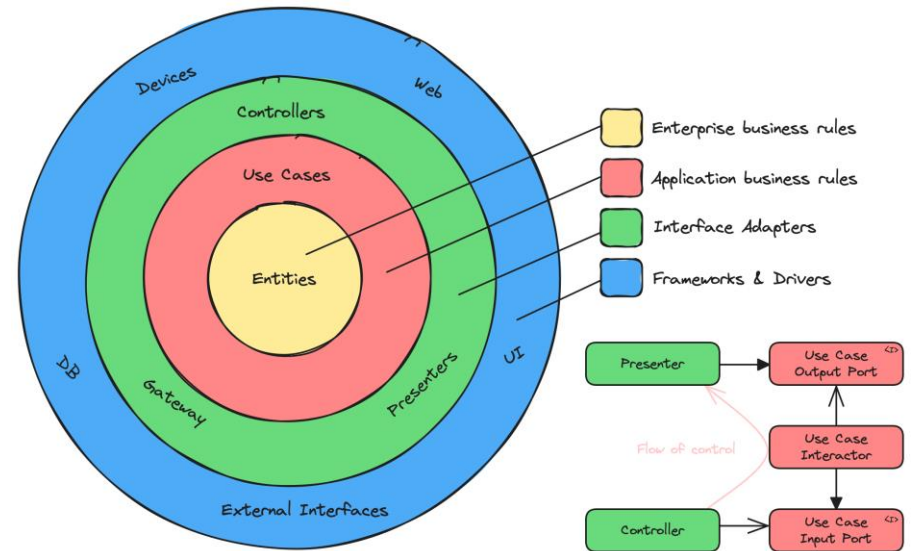 Devices
Web
Controllers
Use Cases
Entities
DB
Gateway
Presenters
UI
External Interfaces
Enterprise business rules
Application business rules
Interface Adapters
Frameworks & Drivers
Presenter
<I>
Use Case
Output Port
Flow of control
Use Case
Interactor
Controller
<I>
Use Case
Input Port